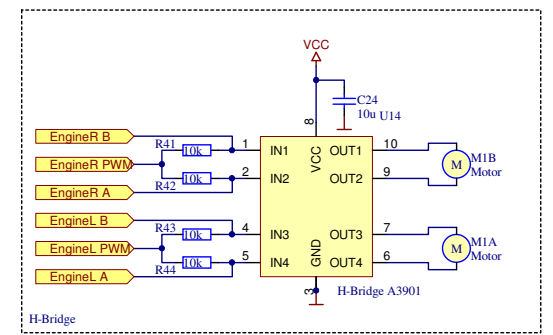 VCC
C24
10u U14
8
EngineR B
R41
10k
1
IN1
VCC
OUT1
10
M1B
Motor
M
EngineR PWM
10k
2
IN2
OUT2
9
EngineR A
R42
EngineL B
R43
10k
4
IN3
OUT3
7
M1A
Motor
M
EngineL PWM
10k
5
IN4
GND
OUT4
6
EngineL A
R44
3
H-Bridge A3901
H-Bridge